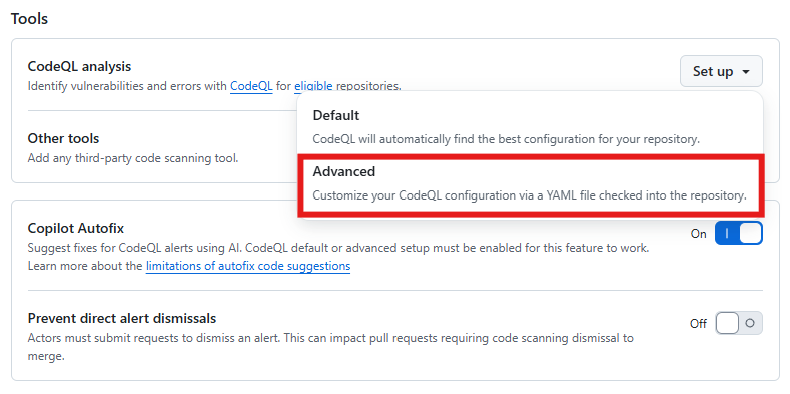 Tools
CodeQL analysis
Identify vulnerabilities and errors with CodeQL for eligible repositories.
Set up
Default
CodeQL will automatically find the best configuration for your repository.
Other tools
Add any third-party code scanning tool.
Advanced
Customize your CodeQL configuration via a YAML file checked into the repository.
Copilot Autofix
Suggest fixes for CodeQL alerts using AI. CodeQL default or advanced setup must be enabled for this feature to work.
Learn more about the limitations of autofix code suggestions
On
Prevent direct alert dismissals
Actors must submit requests to dismiss an alert. This can impact pull requests requiring code scanning dismissal to
merge.
Off